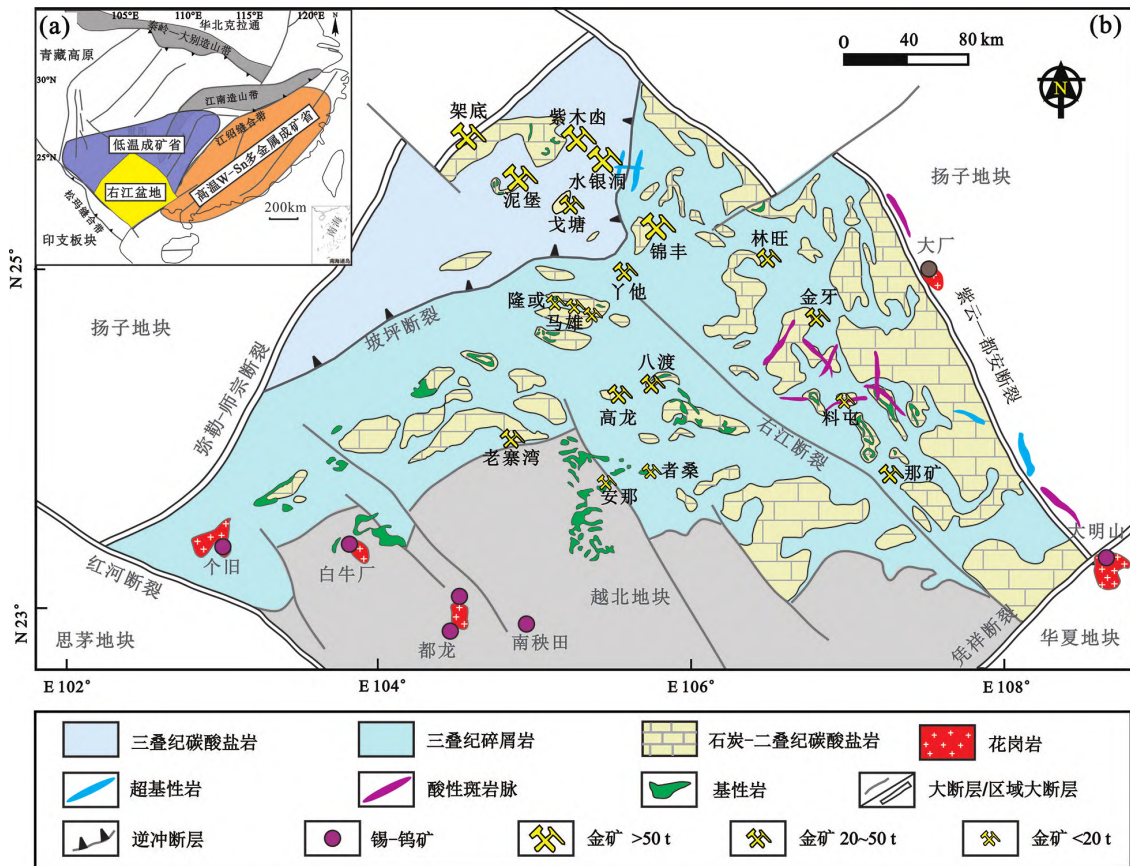 (a)
105°E
110°E
115°E
120°E
N
秦岭—大别造山带
华北克拉通
青藏高原
30°N
江南造山带
江绍缝合带
低温成矿省
高温W-Sn多金属成矿省
25°N
右江盆地
松玛缝合带
200km
印支板块
南海
南海诸岛
(b)
0 40 80 km
N
架底
紫木凼
水银洞
泥堡
戈塘
锦丰
林旺
扬子地块
大厂
丫他
隆或
马雄
金牙
紫云—都安断裂
扬子地块
坡坪断裂
弥勒-师宗断裂
八渡
高龙
料屯
石江断裂
老寨湾
者桑
安那
那矿
大明山
个旧
白牛厂
红河断裂
越北地块
都龙
南秧田
凭祥断裂
思茅地块
华夏地块
N 25°
N 23°
E 102°
E 104°
E 106°
E 108°
三叠纪碳酸盐岩
三叠纪碎屑岩
石炭-二叠纪碳酸盐岩
花岗岩
超基性岩
酸性斑岩脉
基性岩
大断层/区域大断层
逆冲断层
锡-钨矿
金矿 >50 t
金矿 20~50 t
金矿 <20 t